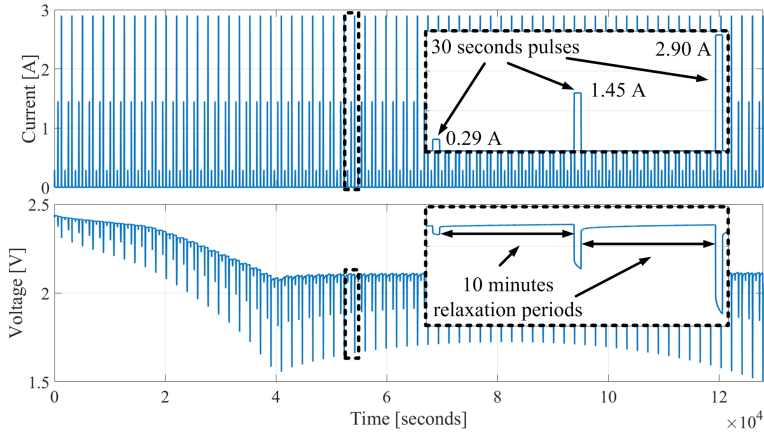 3
2
1
0
Current [A]
30 seconds pulses
2.90 A
1.45 A
0.29 A
2.5
2
1.5
Voltage [V]
10 minutes
relaxation periods
0 2 4 6 8 10 12
×10⁴
Time [seconds]